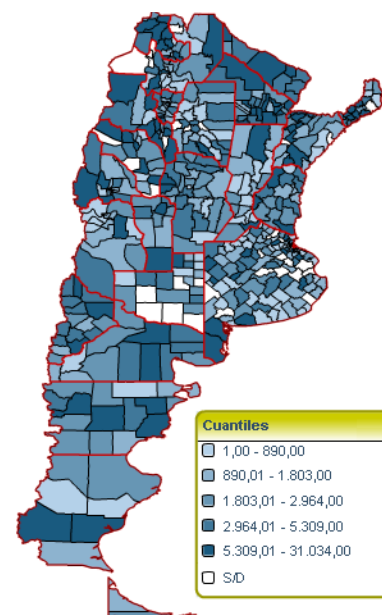 Cuantiles
1,00 - 890,00
890,01 - 1.803,00
1.803,01 - 2.964,00
2.964,01 - 5.309,00
5.309,01 - 31.034,00
S/D